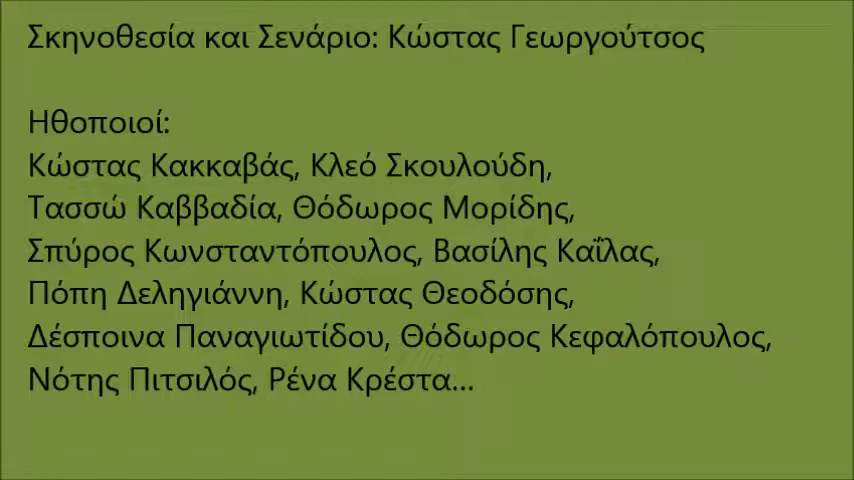 Σκηνοθεσία και Σενάριο: Κώστας Γεωργούτσος
Ηθοποιοί:
Κώστας Κακκαβάς, Κλεό Σκουλούδη,
Τασσώ Καββαδία, Θόδωρος Μορίδης,
Σπύρος Κωνσταντόπουλος, Βασίλης Καΐλας,
Πόπη Δεληγιάννη, Κώστας Θεοδόσης,
Δέσποινα Παναγιωτίδου, Θόδωρος Κεφαλόπουλος,
Νότης Πιτσιλός, Ρένα Κρέστα...